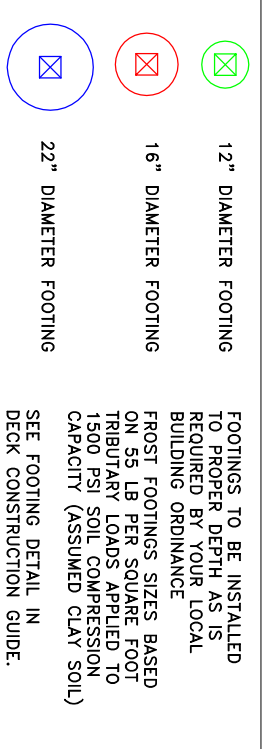 12" DIAMETER FOOTING
16" DIAMETER FOOTING
22" DIAMETER FOOTING
FOOTINGS TO BE INSTALLED
TO PROPER DEPTH AS IS
REQUIRED BY YOUR LOCAL
BUILDING ORDINANCE
FROST FOOTINGS SIZES BASED
ON 55 LB PER SQUARE FOOT
TRIBUTARY LOADS APPLIED TO
1500 PSI SOIL COMPRESSION
CAPACITY (ASSUMED CLAY SOIL)
SEE FOOTING DETAIL IN
DECK CONSTRUCTION GUIDE.